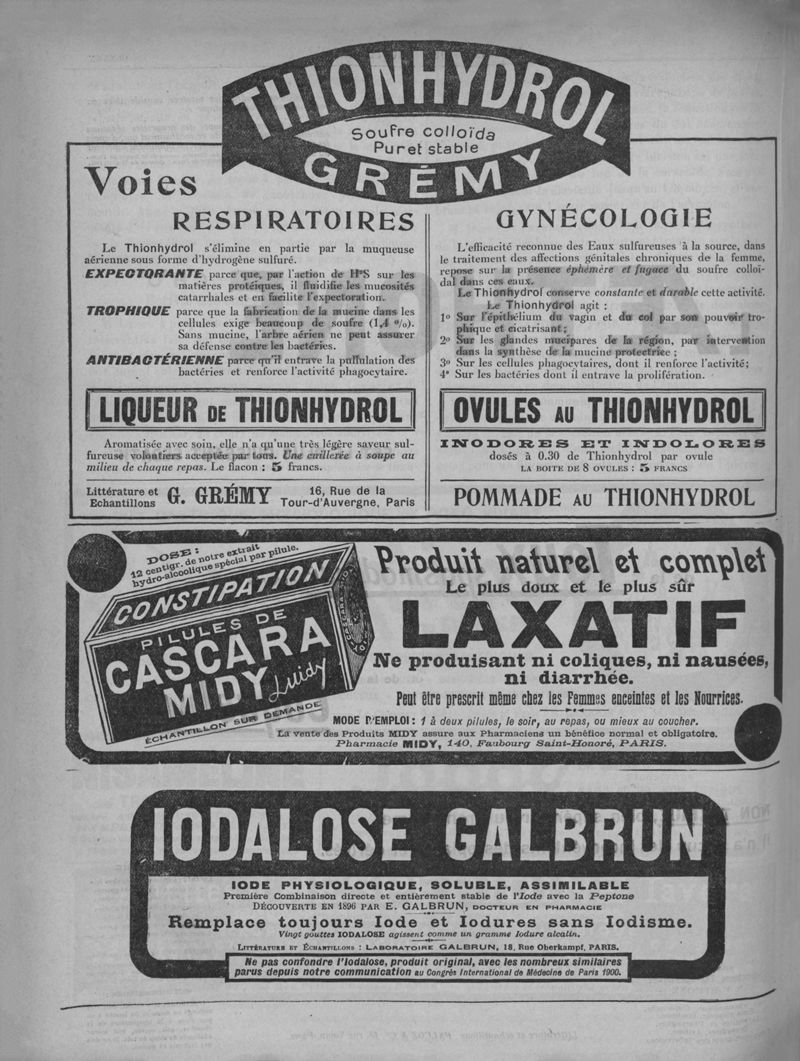 THIONHYDROL
Soufre colloïda
Pur et stable
GRÉMY
Voies
RESPIRATOIRES
Le Thionhydrol s'élimine en partie par la muqueuse
aérienne sous forme d'hydrogène sulfuré.
EXPECTORANTE parce que, par l'action de H²S sur les
matières protéiques, il fluidifie les mucosités
catarrhales et en facilite l'expectoration.
TROPHIQUE parce que la fabrication de la mucine dans les
cellules exige beaucoup de soufre (1,4 %).
Sans mucine, l'arbre aérien ne peut assurer
sa défense contre les bactéries.
ANTIBACTÉRIENNE parce qu'il entrave la pullulation des
bactéries et renforce l'activité phagocytaire.
LIQUEUR DE THIONHYDROL
Aromatisée avec soin, elle n'a qu'une très légère saveur sul-
fureuse volontiers acceptée par tous. Une cuillerée à soupe au
milieu de chaque repas. Le flacon : 5 francs.
Littérature et
Echantillons
G. GRÉMY
16, Rue de la
Tour-d'Auvergne, Paris
GYNÉCOLOGIE
L'efficacité reconnue des Eaux sulfureuses à la source, dans
le traitement des affections génitales chroniques de la femme,
repose sur la présence éphémère et fugace du soufre colloï-
dal dans ces eaux.
Le Thionhydrol conserve constante et durable cette activité.
Le Thionhydrol agit :
1º Sur l'épithélium du vagin et du col par son pouvoir tro-
phique et cicatrisant ;
2º Sur les glandes mucipares de la région, par intervention
dans la synthèse de la mucine protectrice ;
3º Sur les cellules phagocytaires, dont il renforce l'activité;
4º Sur les bactéries dont il entrave la prolifération.
OVULES AU THIONHYDROL
INODORES ET INDOLORES
dosés à 0.30 de Thionhydrol par ovule
LA BOITE DE 8 OVULES : 5 FRANCS
POMMADE AU THIONHYDROL
DOSE :
12 centigr. de notre extrait
hydro-alcoolique spécial par pilule.
CONSTIPATION
PILULES DE
CASCARA
MIDY
Midy
ÉCHANTILLON SUR DEMANDE
Produit naturel et complet
Le plus doux et le plus sûr
LAXATIF
Ne produisant ni coliques, ni nausées,
ni diarrhée.
Peut être prescrit même chez les Femmes enceintes et les Nourrices.
MODE D'EMPLOI : 1 à deux pilules, le soir, au repas, ou mieux au coucher.
La vente des Produits MIDY assure aux Pharmaciens un bénéfice normal et obligatoire.
Pharmacie MIDY, 140, Faubourg Saint-Honoré, PARIS.
IODALOSE GALBRUN
IODE PHYSIOLOGIQUE, SOLUBLE, ASSIMILABLE
Première Combinaison directe et entièrement stable de l'Iode avec la Peptone
DÉCOUVERTE EN 1896 PAR E. GALBRUN, DOCTEUR EN PHARMACIE
Remplace toujours Iode et Iodures sans Iodisme.
Vingt gouttes IODALOSE agissent comme un gramme Iodure alcalin.
LITTÉRATURE ET ÉCHANTILLONS : LABORATOIRE GALBRUN, 18, Rue Oberkampf, PARIS.
Ne pas confondre l'Iodalose, produit original, avec les nombreux similaires
parus depuis notre communication au Congrès International de Médecine de Paris 1900.